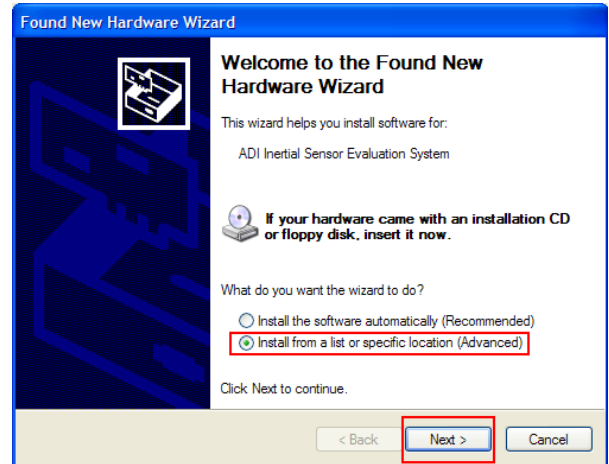 Found New Hardware Wizard
Welcome to the Found New
Hardware Wizard
This wizard helps you install software for:
ADI Inertial Sensor Evaluation System
If your hardware came with an installation CD
or floppy disk, insert it now.
What do you want the wizard to do?
Install the software automatically (Recommended)
Install from a list or specific location (Advanced)
Click Next to continue.
< Back Next > Cancel